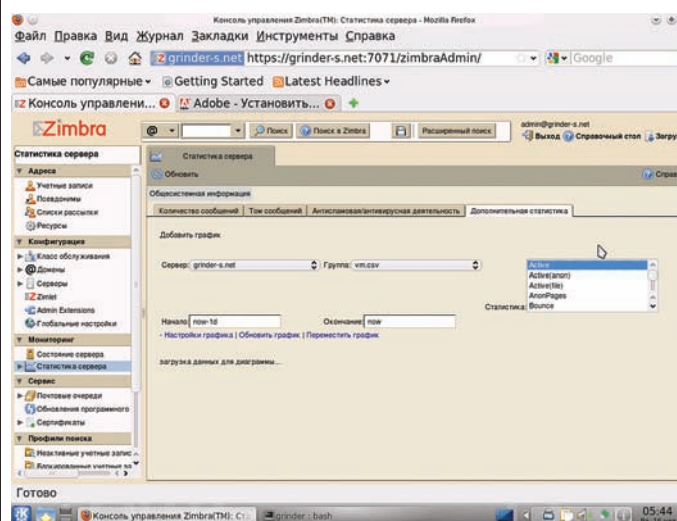 Консоль управления Zimbra(TM): Статистика сервера - Mozilla Firefox
Файл Правка Вид Журнал Закладки Инструменты Справка
grinder-s.net https://grinder-s.net:7071/zimbraAdmin/ Google
Самые популярные Getting Started Latest Headlines
Консоль управлени... Adobe - Установить...
Zimbra @ Поиск Поиск в Zimbra Расширенный поиск
admin@grinder-s.net
Выход Справочный стол Загру
Статистика сервера
Адреса
Учетные записи
Псевдонимы
Списки рассылки
Ресурсы
Конфигурация
Класс обслуживания
Домены
Серверы
Zimlet
Admin Extensions
Глобальные настройки
Мониторинг
Состояние сервера
Статистика сервера
Сервис
Почтовые очереди
Обновления программного
Сертификаты
Профили поиска
Неактивные учетные запис
Блокированные учетные за
Статистика сервера
Обновить Справ
Общесистемная информация
Количество сообщений Том сообщений Антиспамовая/антивирусная деятельность Дополнительная статистика
Добавить график
Сервер: grinder-s.net Группа: vm.csv
Статистика:
Active
Active(anon)
Active(file)
AnonPages
Bounce
Начало: now-1d Окончание: now
- Настройки графика | Обновить график | Переместить график
загрузка данных для диаграммы...
Готово
Консоль управления Zimbra(TM): Ст grinder : bash 05:44